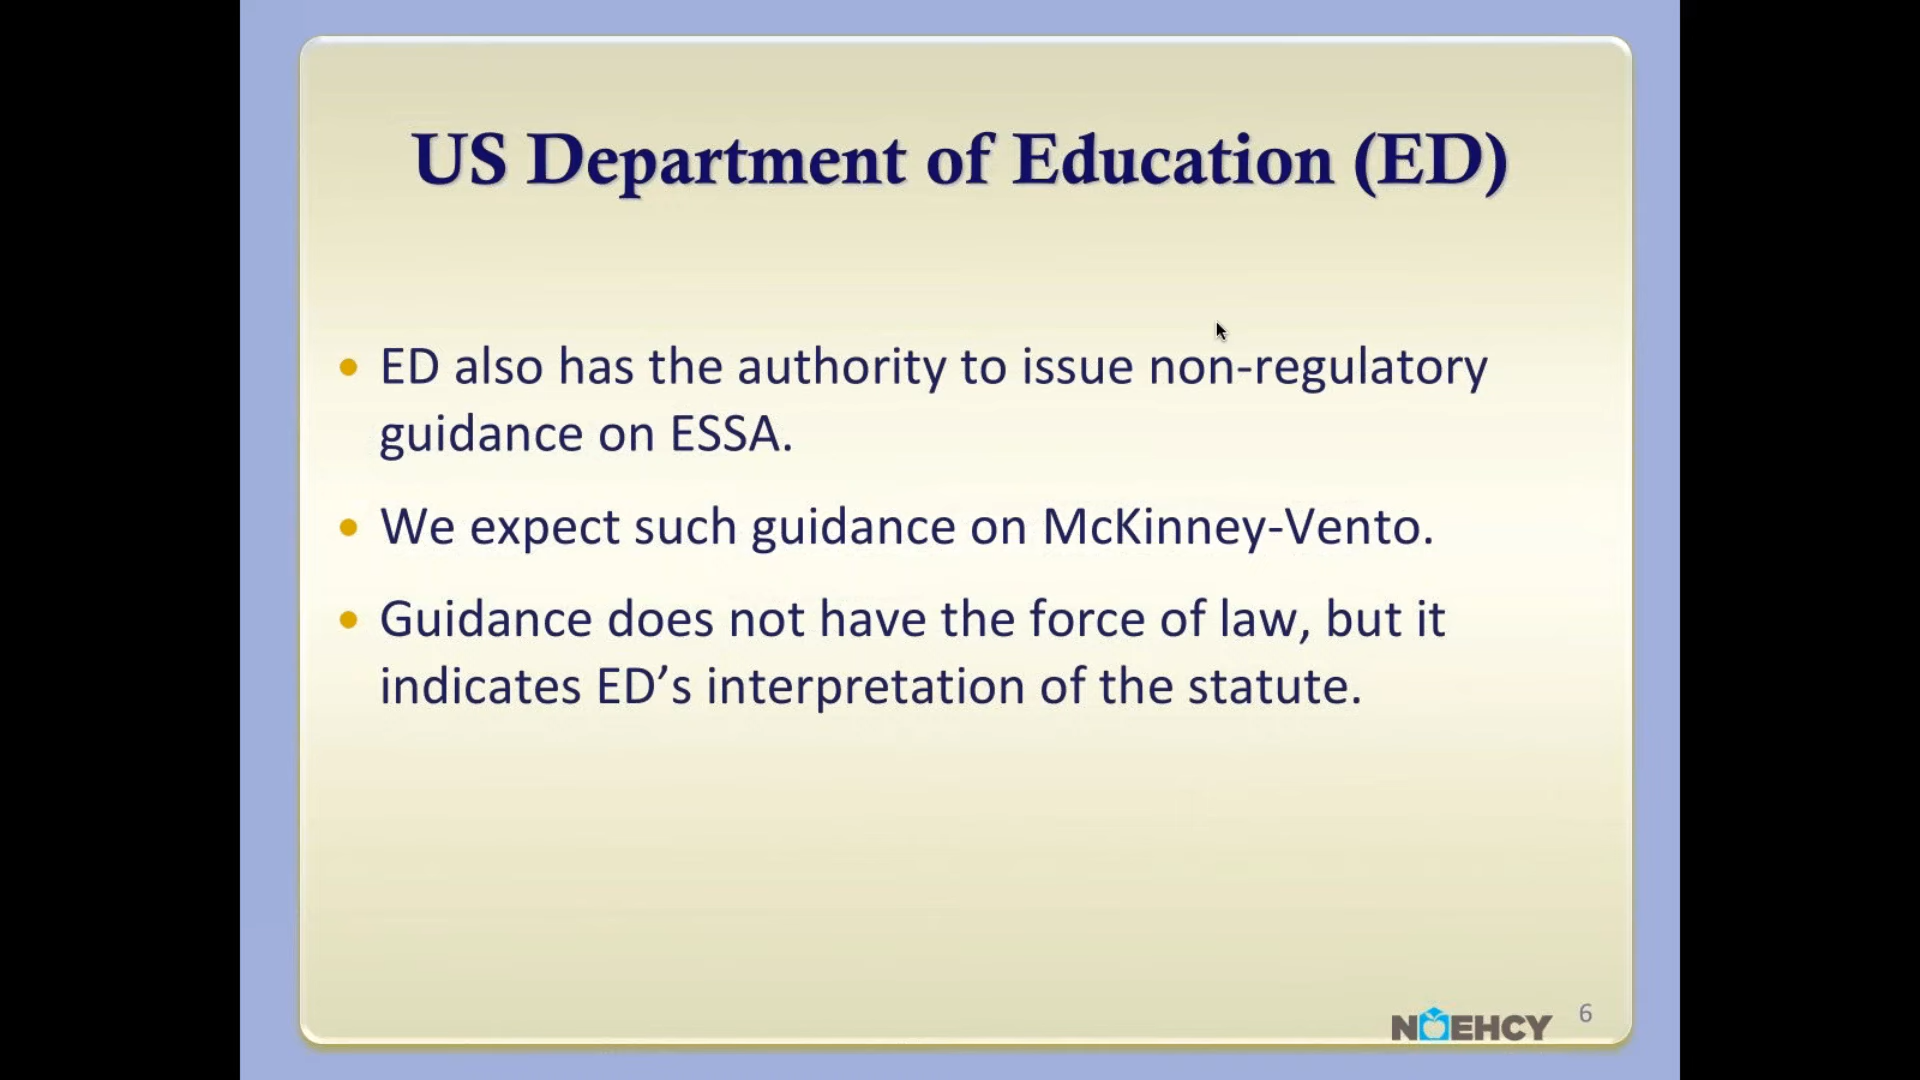 US Department of Education (ED)
• ED also has the authority to issue non-regulatory
guidance on ESSA.
• We expect such guidance on McKinney-Vento.
• Guidance does not have the force of law, but it
indicates ED’s interpretation of the statute.
NAEHCY 6